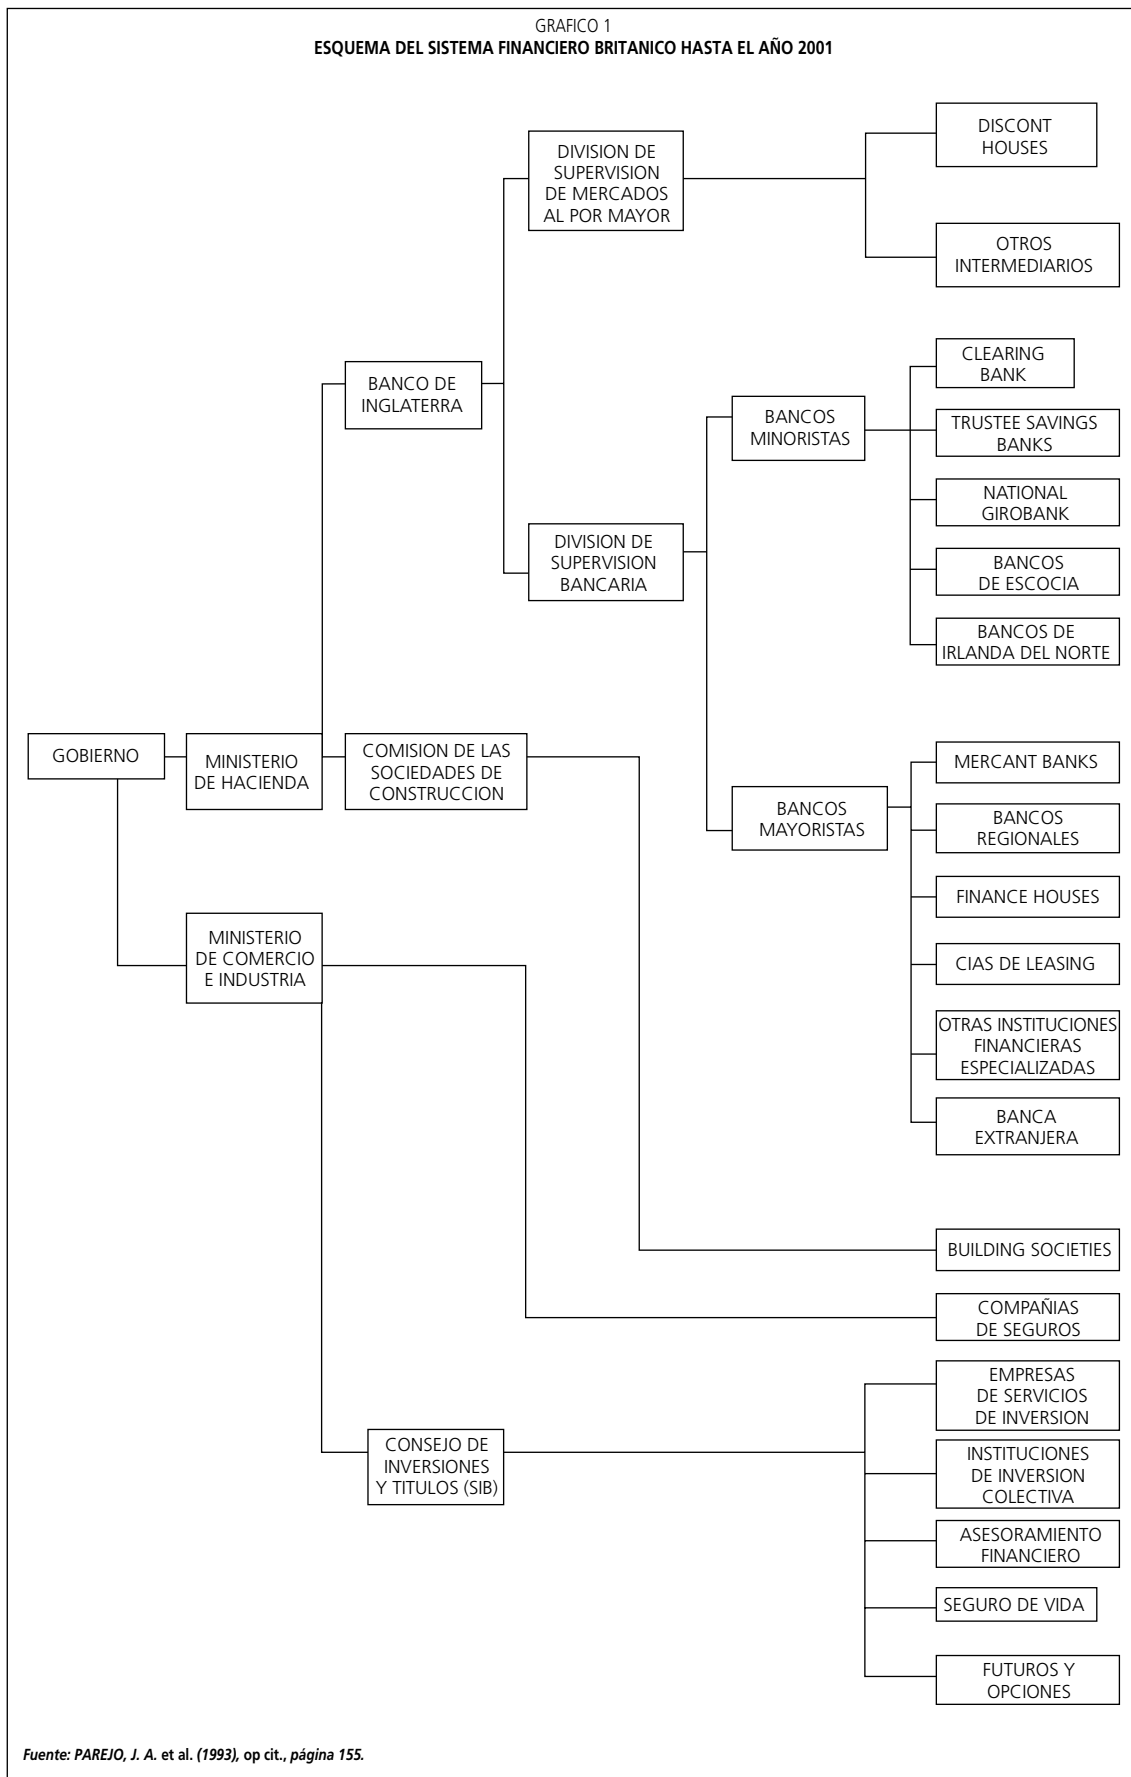 GRAFICO 1
ESQUEMA DEL SISTEMA FINANCIERO BRITANICO HASTA EL AÑO 2001
DISCONT
HOUSES
DIVISION DE
SUPERVISION
DE MERCADOS
AL POR MAYOR
OTROS
INTERMEDIARIOS
CLEARING
BANK
BANCO DE
INGLATERRA
BANCOS
MINORISTAS
TRUSTEE SAVINGS
BANKS
NATIONAL
GIROBANK
DIVISION DE
SUPERVISION
BANCARIA
BANCOS
DE ESCOCIA
BANCOS DE
IRLANDA DEL NORTE
GOBIERNO
MINISTERIO
DE HACIENDA
COMISION DE LAS
SOCIEDADES DE
CONSTRUCCION
MERCANT BANKS
BANCOS
MAYORISTAS
BANCOS
REGIONALES
FINANCE HOUSES
MINISTERIO
DE COMERCIO
E INDUSTRIA
CIAS DE LEASING
OTRAS INSTITUCIONES
FINANCIERAS
ESPECIALIZADAS
BANCA
EXTRANJERA
BUILDING SOCIETIES
COMPAÑIAS
DE SEGUROS
EMPRESAS
DE SERVICIOS
DE INVERSION
CONSEJO DE
INVERSIONES
Y TITULOS (SIB)
INSTITUCIONES
DE INVERSION
COLECTIVA
ASESORAMIENTO
FINANCIERO
SEGURO DE VIDA
FUTUROS Y
OPCIONES
Fuente: PAREJO, J. A. et al. (1993), op cit., página 155.